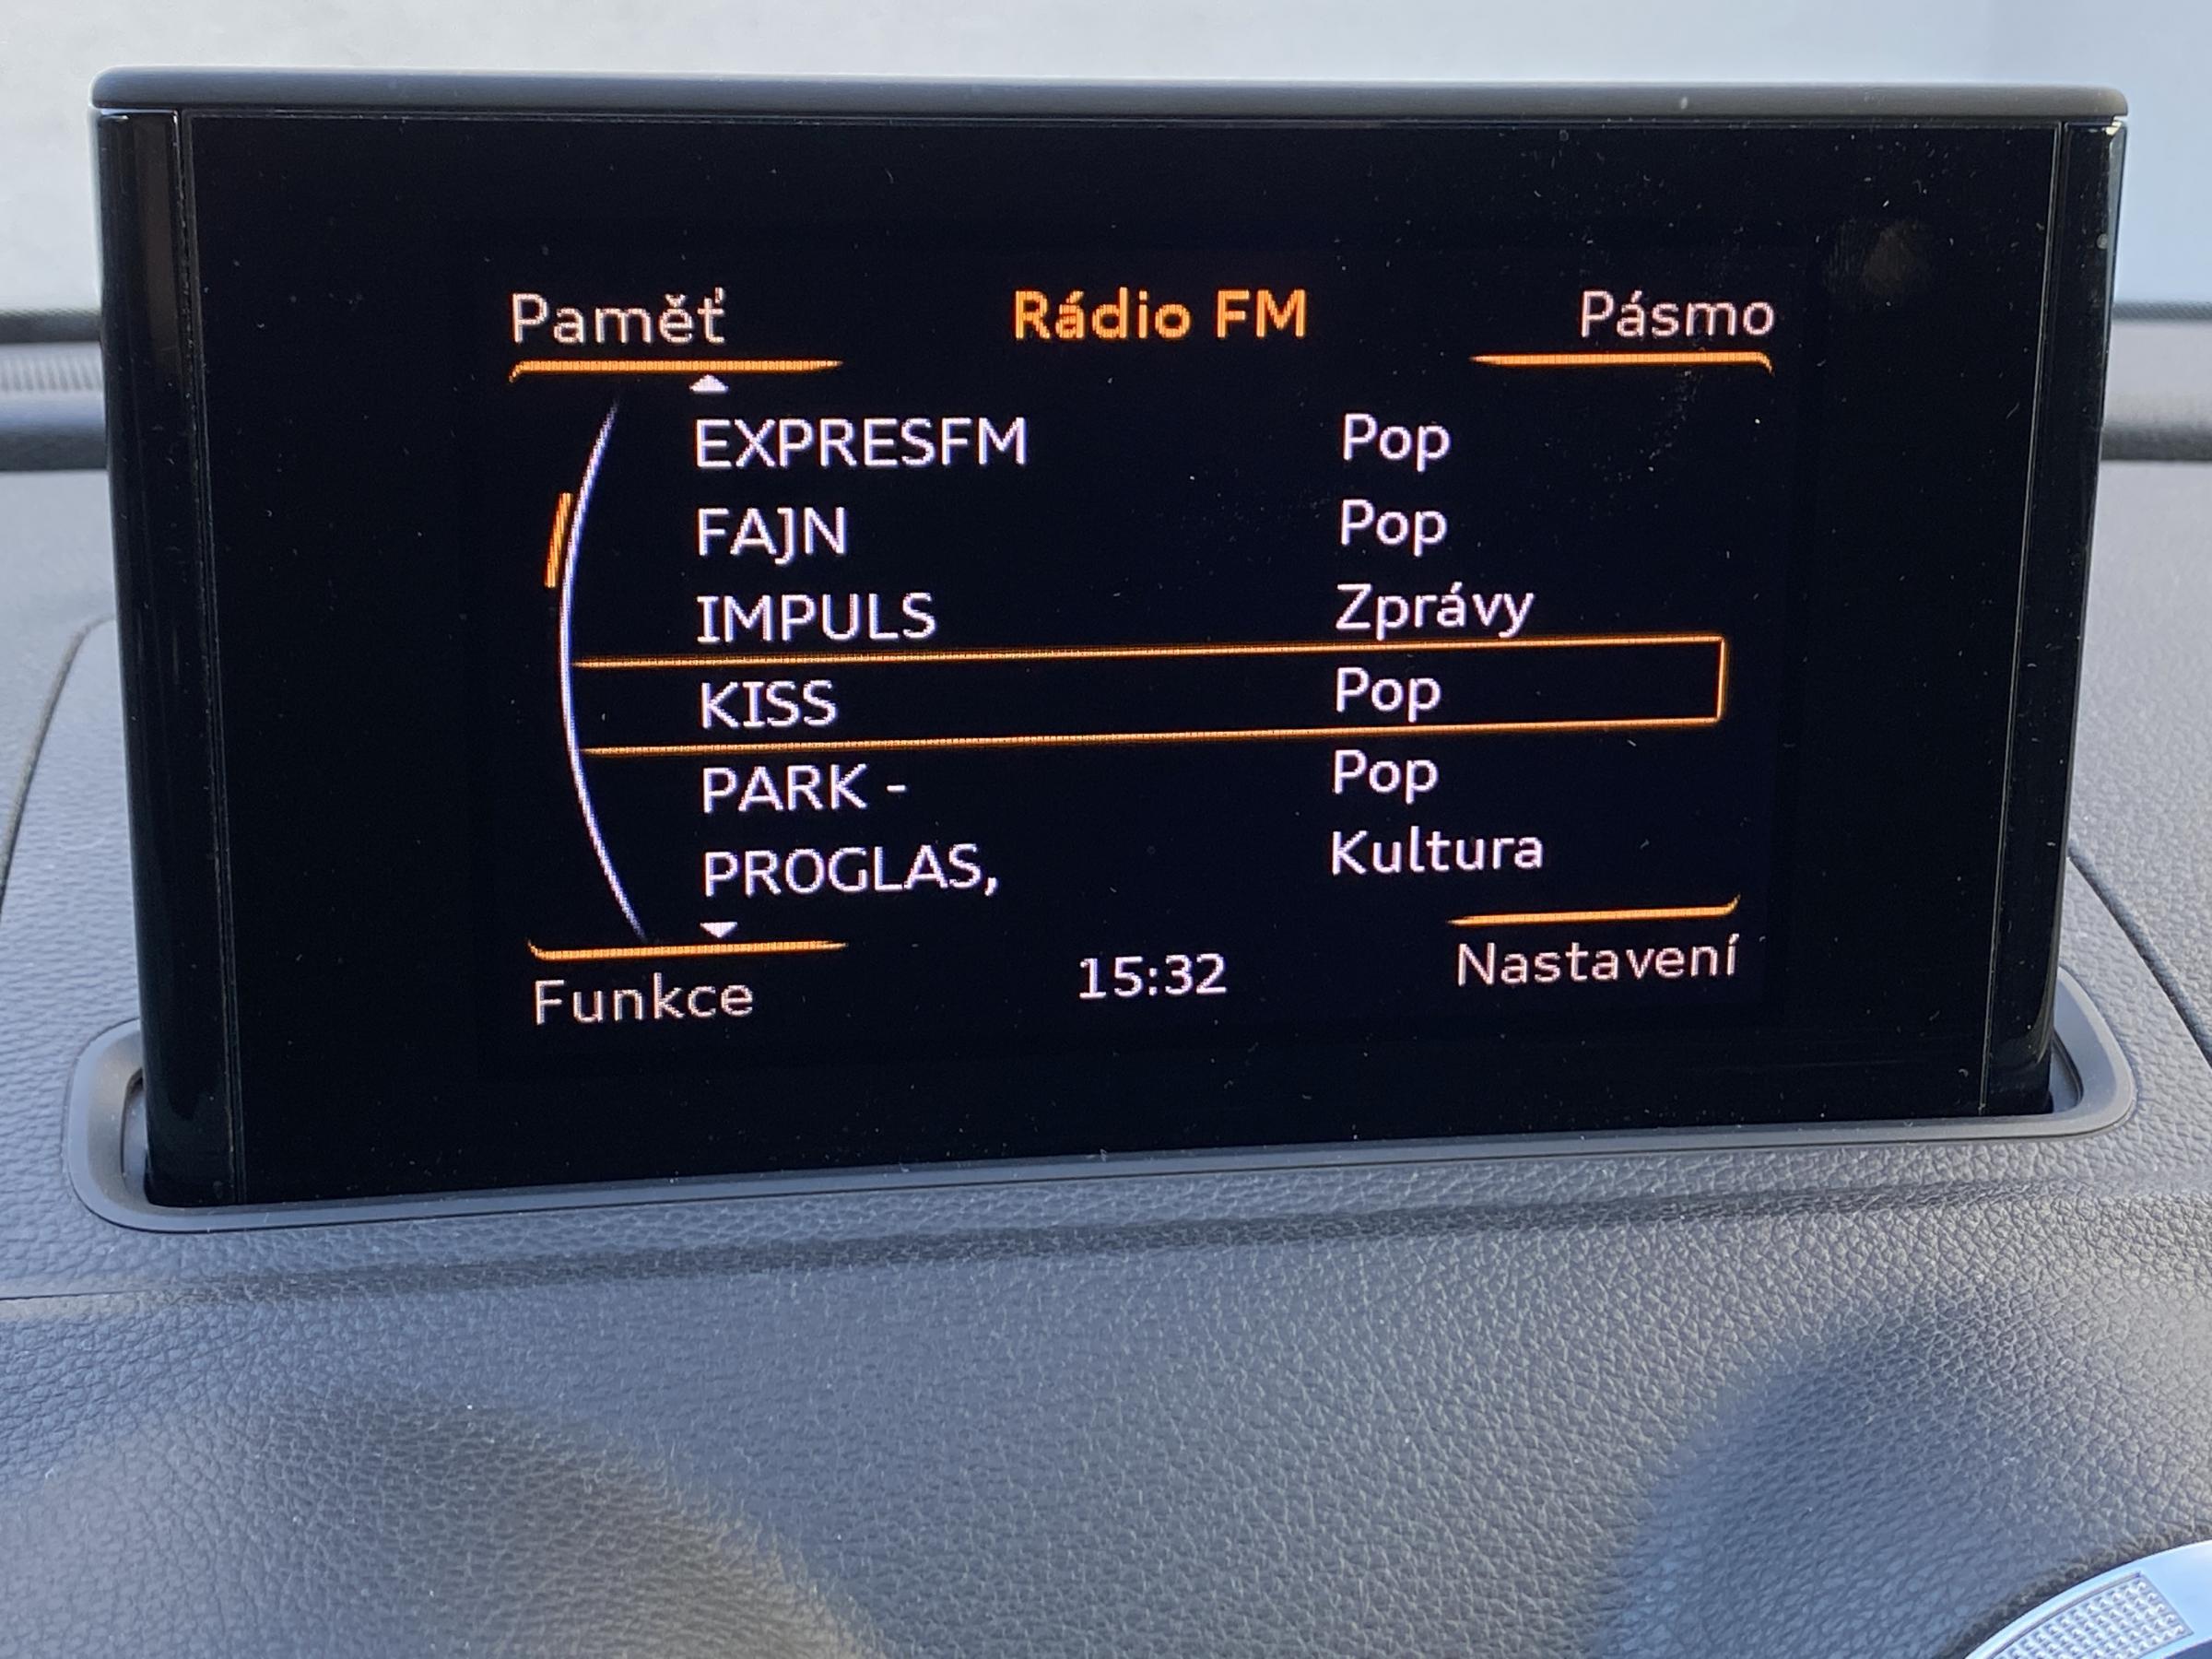 Paměť Rádio FM Pásmo
EXPRESFM Pop
FAJN Pop
IMPULS Zprávy
KISS Pop
PARK - Pop
PROGLAS, Kultura
Funkce 15:32 Nastavení